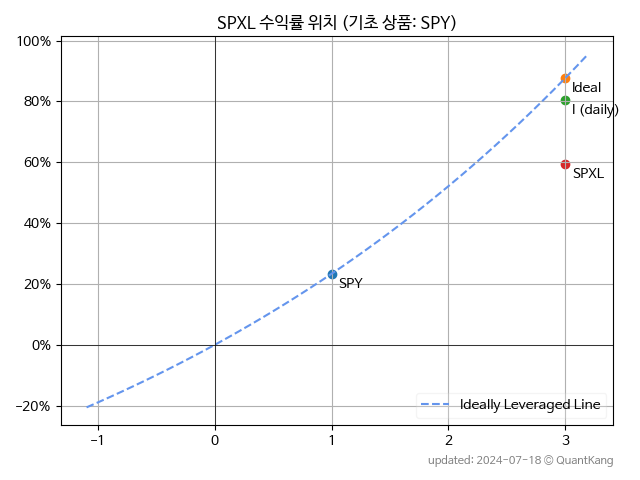 SPXL 수익률 위치 (기초 상품: SPY)
100%
80%
60%
40%
20%
0%
−20%
Ideal
I (daily)
SPXL
SPY
Ideally Leveraged Line
−1 0 1 2 3
updated: 2024-07-18 © QuantKang